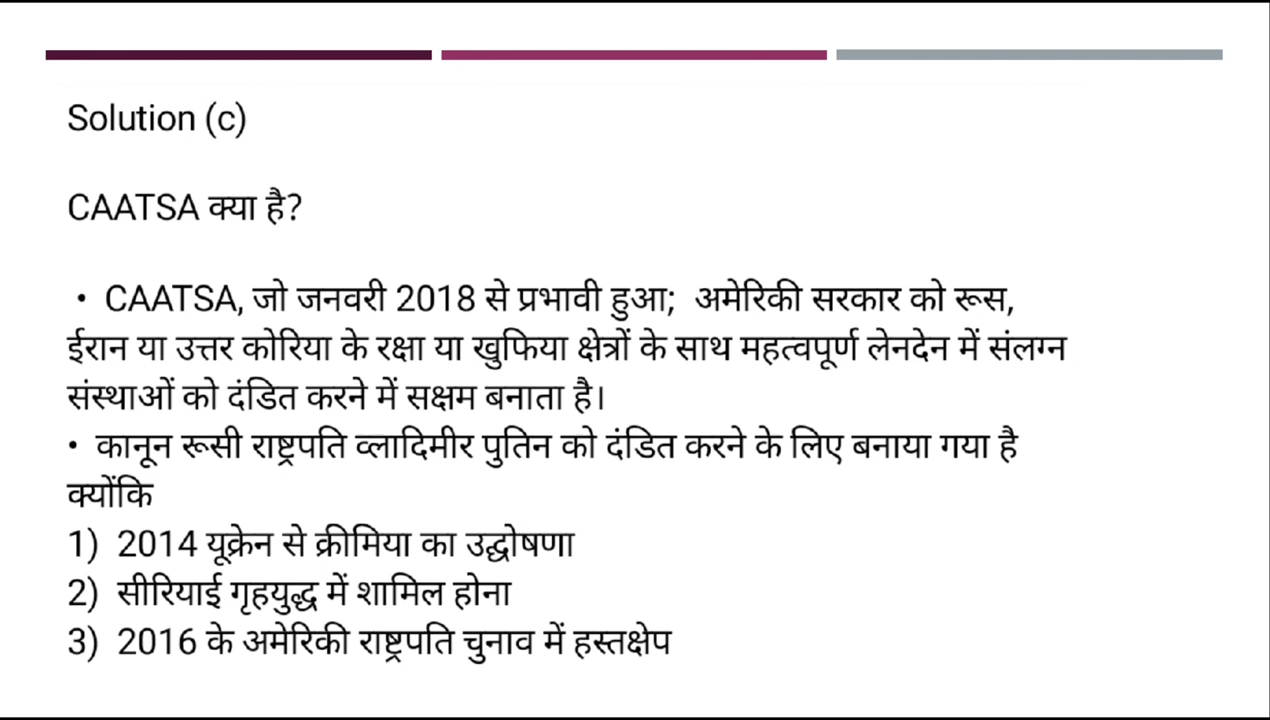 Solution (c)
CAATSA क्या है?
• CAATSA, जो जनवरी 2018 से प्रभावी हुआ; अमेरिकी सरकार को रूस,
ईरान या उत्तर कोरिया के रक्षा या खुफिया क्षेत्रों के साथ महत्वपूर्ण लेनदेन में संलग्न
संस्थाओं को दंडित करने में सक्षम बनाता है।
• कानून रूसी राष्ट्रपति व्लादिमीर पुतिन को दंडित करने के लिए बनाया गया है
क्योंकि
1) 2014 यूक्रेन से क्रीमिया का उद्घोषणा
2) सीरियाई गृहयुद्ध में शामिल होना
3) 2016 के अमेरिकी राष्ट्रपति चुनाव में हस्तक्षेप